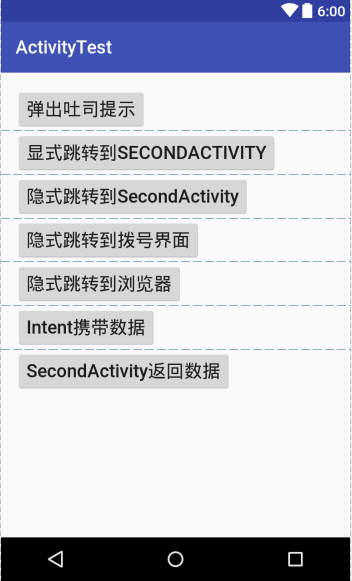 6:00
ActivityTest
弹出吐司提示
显式跳转到SECONDACTIVITY
隐式跳转到SecondActivity
隐式跳转到拨号界面
隐式跳转到浏览器
Intent携带数据
SecondActivity返回数据